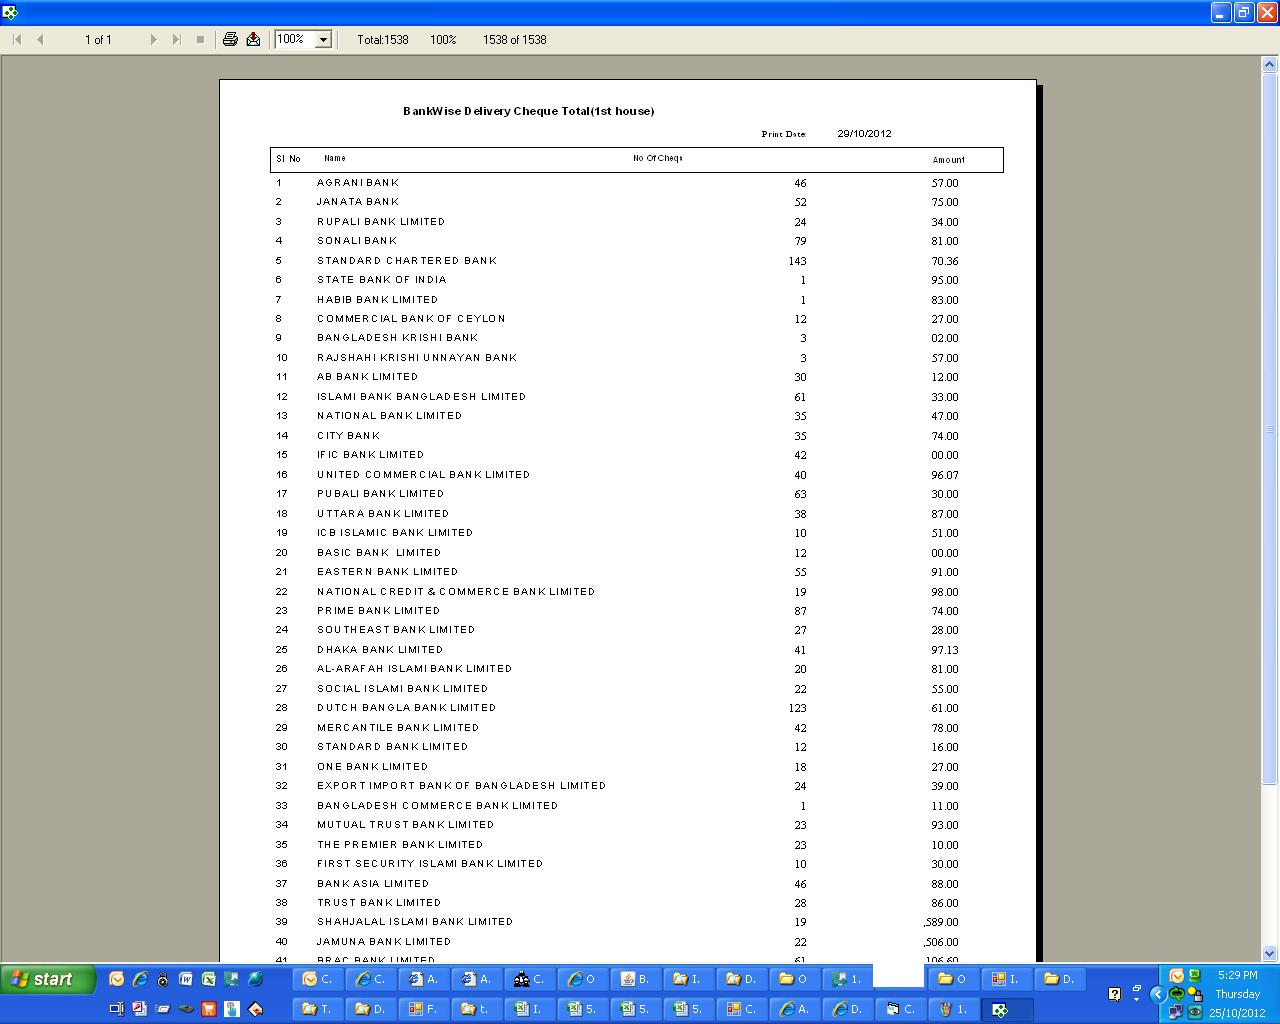 1 of 1 100% Total:1538 100% 1538 of 1538
BankWise Delivery Cheque Total(1st house)
Print Date: 29/10/2012
Sl No Name No Of Cheqs Amount
1 AGRANI BANK 46 57.00
2 JANATA BANK 52 75.00
3 RUPALI BANK LIMITED 24 34.00
4 SONALI BANK 79 81.00
5 STANDARD CHARTERED BANK 143 70.36
6 STATE BANK OF INDIA 1 95.00
7 HABIB BANK LIMITED 1 83.00
8 COMMERCIAL BANK OF CEYLON 12 27.00
9 BANGLADESH KRISHI BANK 3 02.00
10 RAJSHAHI KRISHI UNNAYAN BANK 3 57.00
11 AB BANK LIMITED 30 12.00
12 ISLAMI BANK BANGLADESH LIMITED 61 33.00
13 NATIONAL BANK LIMITED 35 47.00
14 CITY BANK 35 74.00
15 IFIC BANK LIMITED 42 00.00
16 UNITED COMMERCIAL BANK LIMITED 40 96.07
17 PUBALI BANK LIMITED 63 30.00
18 UTTARA BANK LIMITED 38 87.00
19 ICB ISLAMIC BANK LIMITED 10 51.00
20 BASIC BANK LIMITED 12 00.00
21 EASTERN BANK LIMITED 55 91.00
22 NATIONAL CREDIT & COMMERCE BANK LIMITED 19 98.00
23 PRIME BANK LIMITED 87 74.00
24 SOUTHEAST BANK LIMITED 27 28.00
25 DHAKA BANK LIMITED 41 97.13
26 AL-ARAFAH ISLAMI BANK LIMITED 20 81.00
27 SOCIAL ISLAMI BANK LIMITED 22 55.00
28 DUTCH BANGLA BANK LIMITED 123 61.00
29 MERCANTILE BANK LIMITED 42 78.00
30 STANDARD BANK LIMITED 12 16.00
31 ONE BANK LIMITED 18 27.00
32 EXPORT IMPORT BANK OF BANGLADESH LIMITED 24 39.00
33 BANGLADESH COMMERCE BANK LIMITED 1 11.00
34 MUTUAL TRUST BANK LIMITED 23 93.00
35 THE PREMIER BANK LIMITED 23 10.00
36 FIRST SECURITY ISLAMI BANK LIMITED 10 30.00
37 BANK ASIA LIMITED 46 88.00
38 TRUST BANK LIMITED 28 86.00
39 SHAHJALAL ISLAMI BANK LIMITED 19 ,589.00
40 JAMUNA BANK LIMITED 22 ,506.00
41 BRAC BANK LIMITED 61 106.60
start C. C. A. A. C. O B. I. D. O 1. O I. D. 5:29 PM
Thursday
T. D. F. t. I. 5. 5. 5. C. A. D. C. 1. 25/10/2012